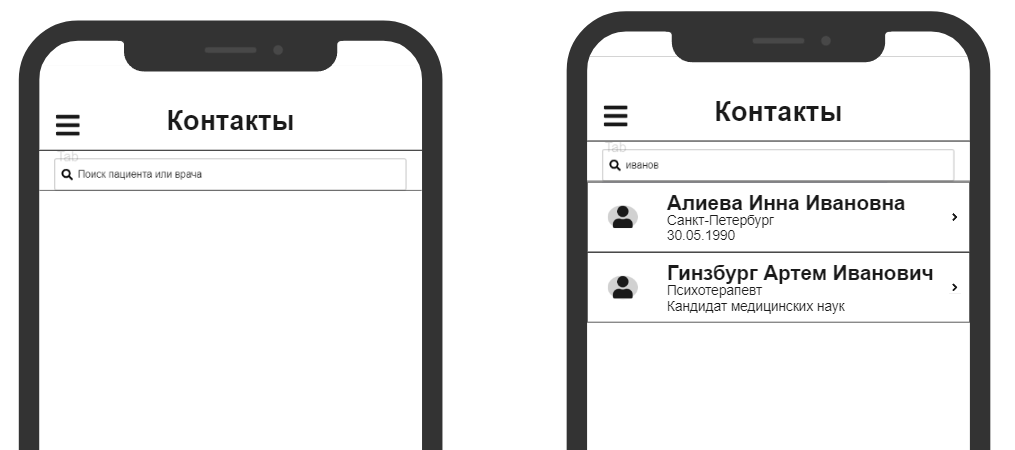 Контакты
Tab
Поиск пациента или врача
Контакты
Tab
иванов
Алиева Инна Ивановна
Санкт-Петербург
30.05.1990
Гинзбург Артем Иванович
Психотерапевт
Кандидат медицинских наук